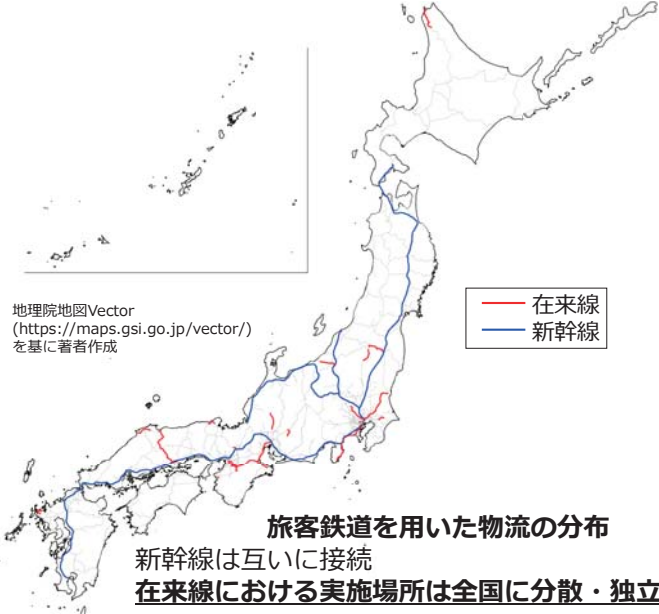 地理院地図Vector
(https://maps.gsi.go.jp/vector/)
を基に著者作成
在来線
新幹線
旅客鉄道を用いた物流の分布
新幹線は互いに接続
在来線における実施場所は全国に分散・独立